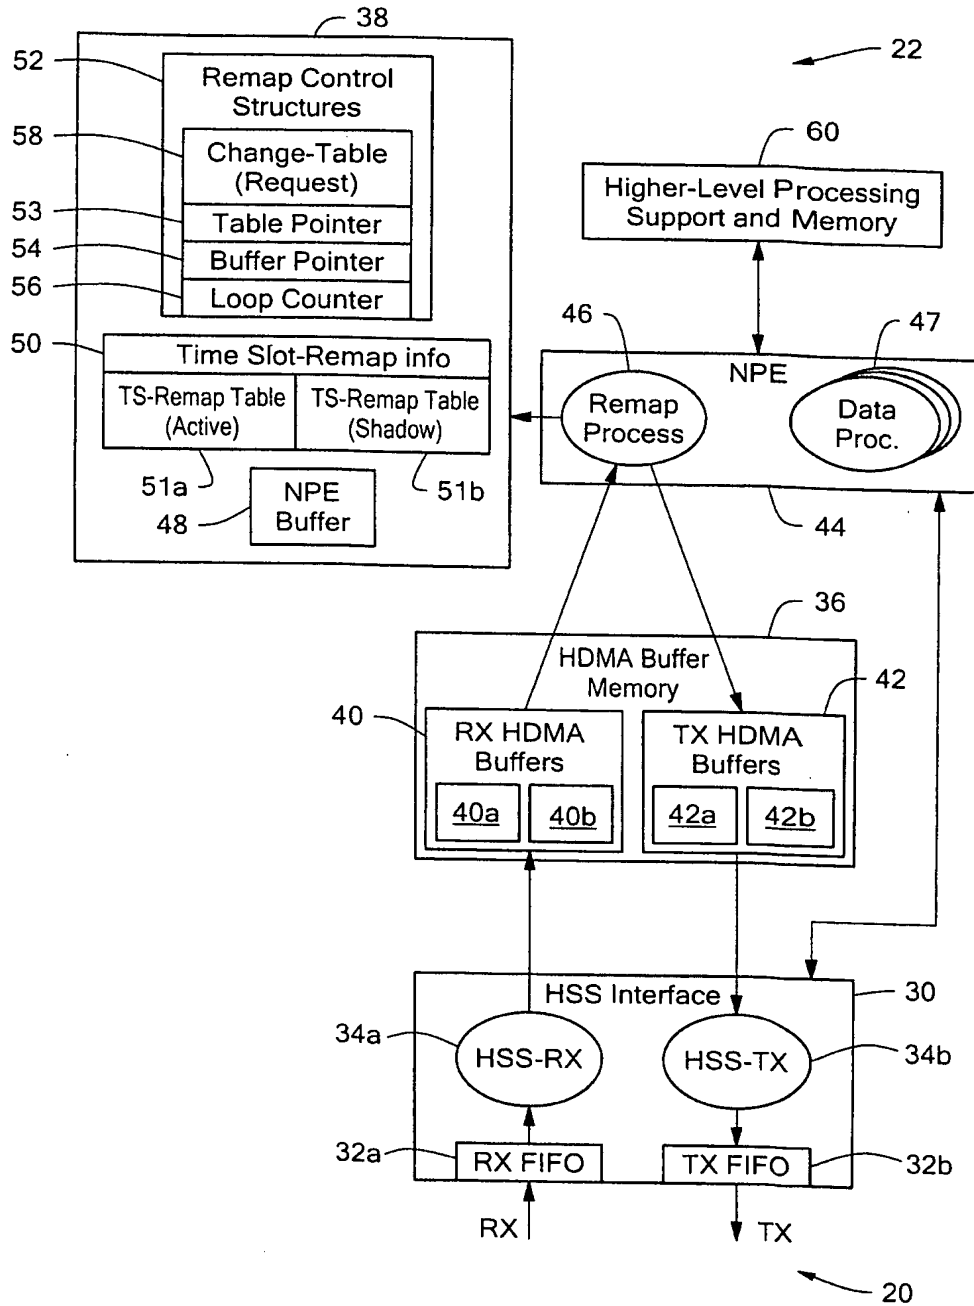 38
22
52
Remap Control
Structures
58
Change-Table
(Request)
53
Table Pointer
54
Buffer Pointer
56
Loop Counter
60
Higher-Level Processing
Support and Memory
50
Time Slot-Remap info
TS-Remap Table
(Active)
TS-Remap Table
(Shadow)
51a
51b
48
NPE
Buffer
46
47
NPE
Remap
Process
Data
Proc.
44
36
HDMA Buffer
Memory
40
42
RX HDMA
Buffers
TX HDMA
Buffers
40a
40b
42a
42b
30
HSS Interface
34a
HSS-RX
HSS-TX
34b
32a
RX FIFO
TX FIFO
32b
RX
TX
20